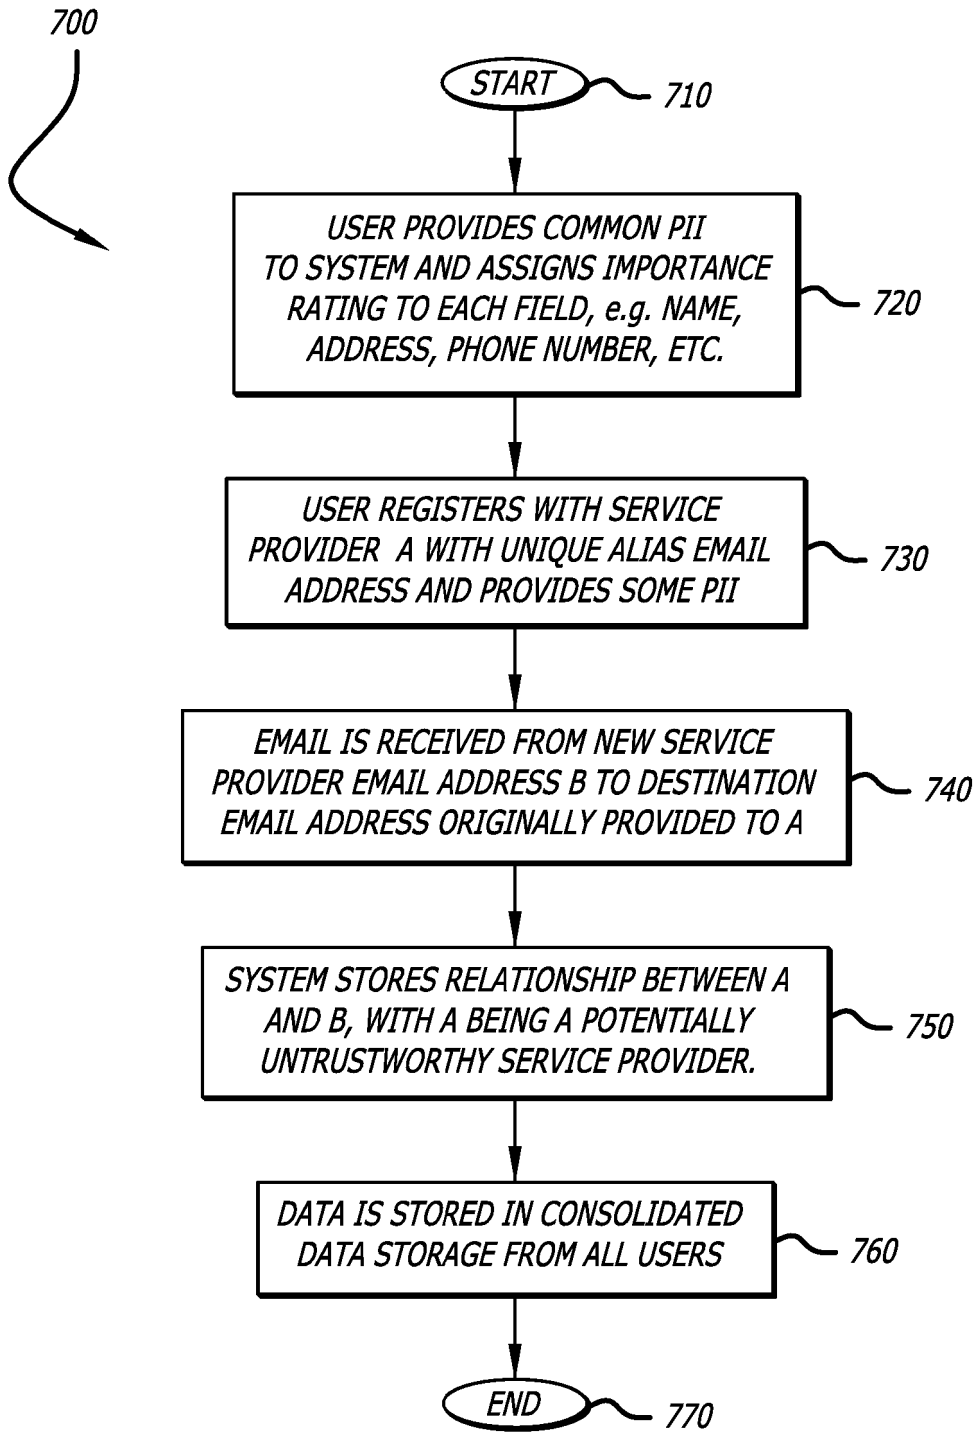 700
START
710
USER PROVIDES COMMON PII
TO SYSTEM AND ASSIGNS IMPORTANCE
RATING TO EACH FIELD, e.g. NAME,
ADDRESS, PHONE NUMBER, ETC.
720
USER REGISTERS WITH SERVICE
PROVIDER A WITH UNIQUE ALIAS EMAIL
ADDRESS AND PROVIDES SOME PII
730
EMAIL IS RECEIVED FROM NEW SERVICE
PROVIDER EMAIL ADDRESS B TO DESTINATION
EMAIL ADDRESS ORIGINALLY PROVIDED TO A
740
SYSTEM STORES RELATIONSHIP BETWEEN A
AND B, WITH A BEING A POTENTIALLY
UNTRUSTWORTHY SERVICE PROVIDER.
750
DATA IS STORED IN CONSOLIDATED
DATA STORAGE FROM ALL USERS
760
END
770